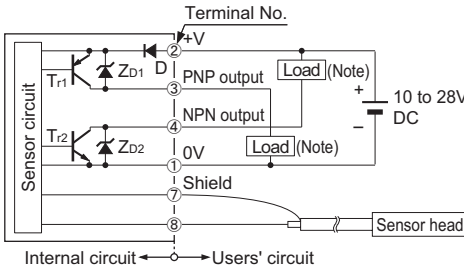 Terminal No.
② +V
D
Load (Note)
ZD1
Tr1
③ PNP output
10 to 28V
DC
+
−
④ NPN output
Tr2
ZD2
Load (Note)
① 0V
Sensor circuit
⑦ Shield
⑧
Sensor head
Internal circuit
Users' circuit